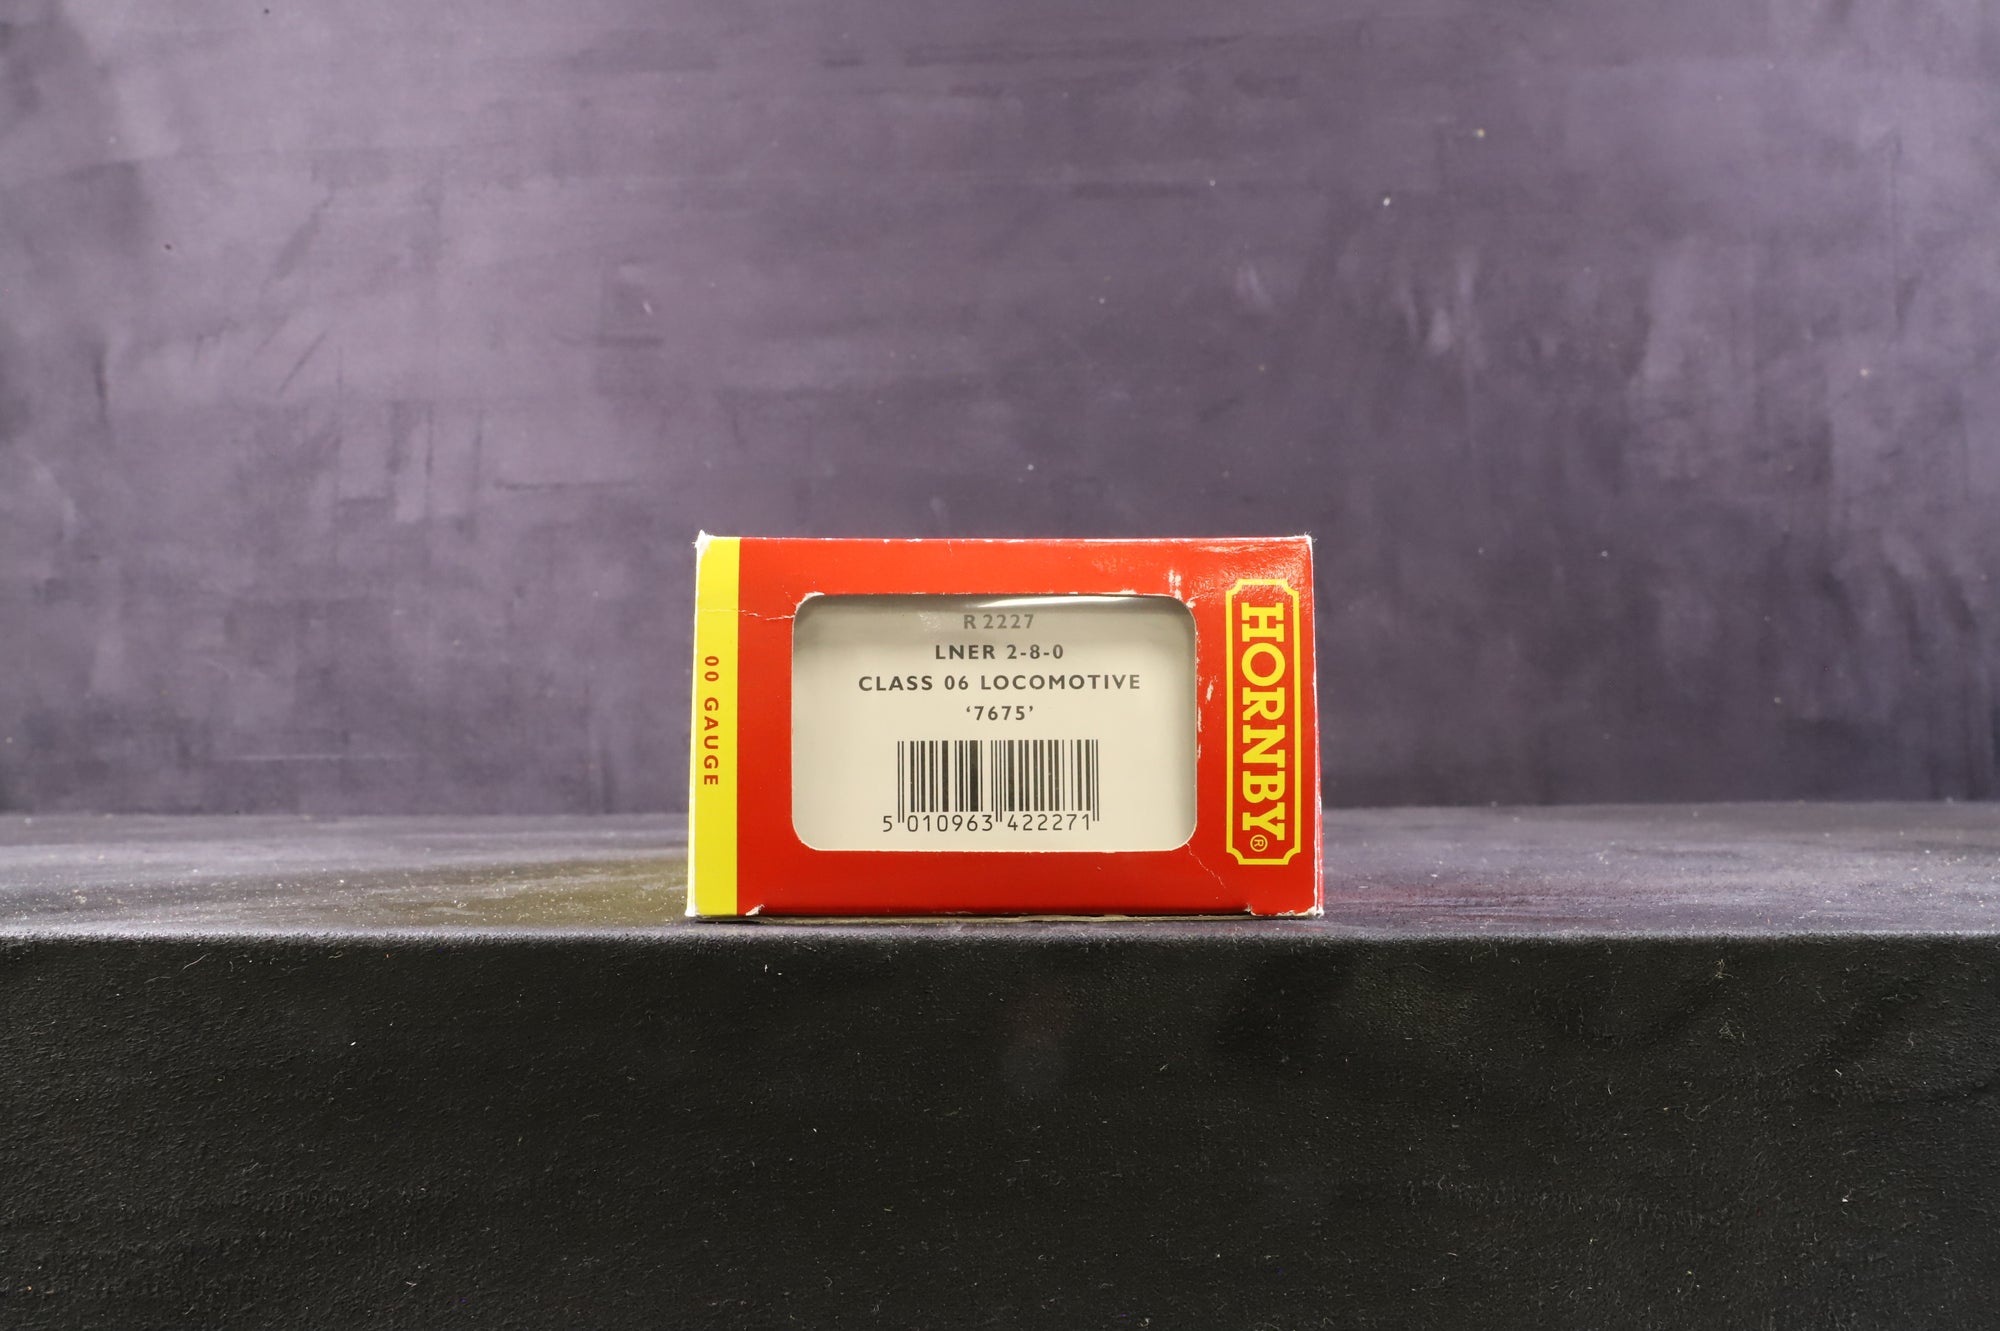 00 GAUGE
R2227
LNER 2-8-0
CLASS 06 LOCOMOTIVE
‘7675’
5 010963 422271
HORNBY®